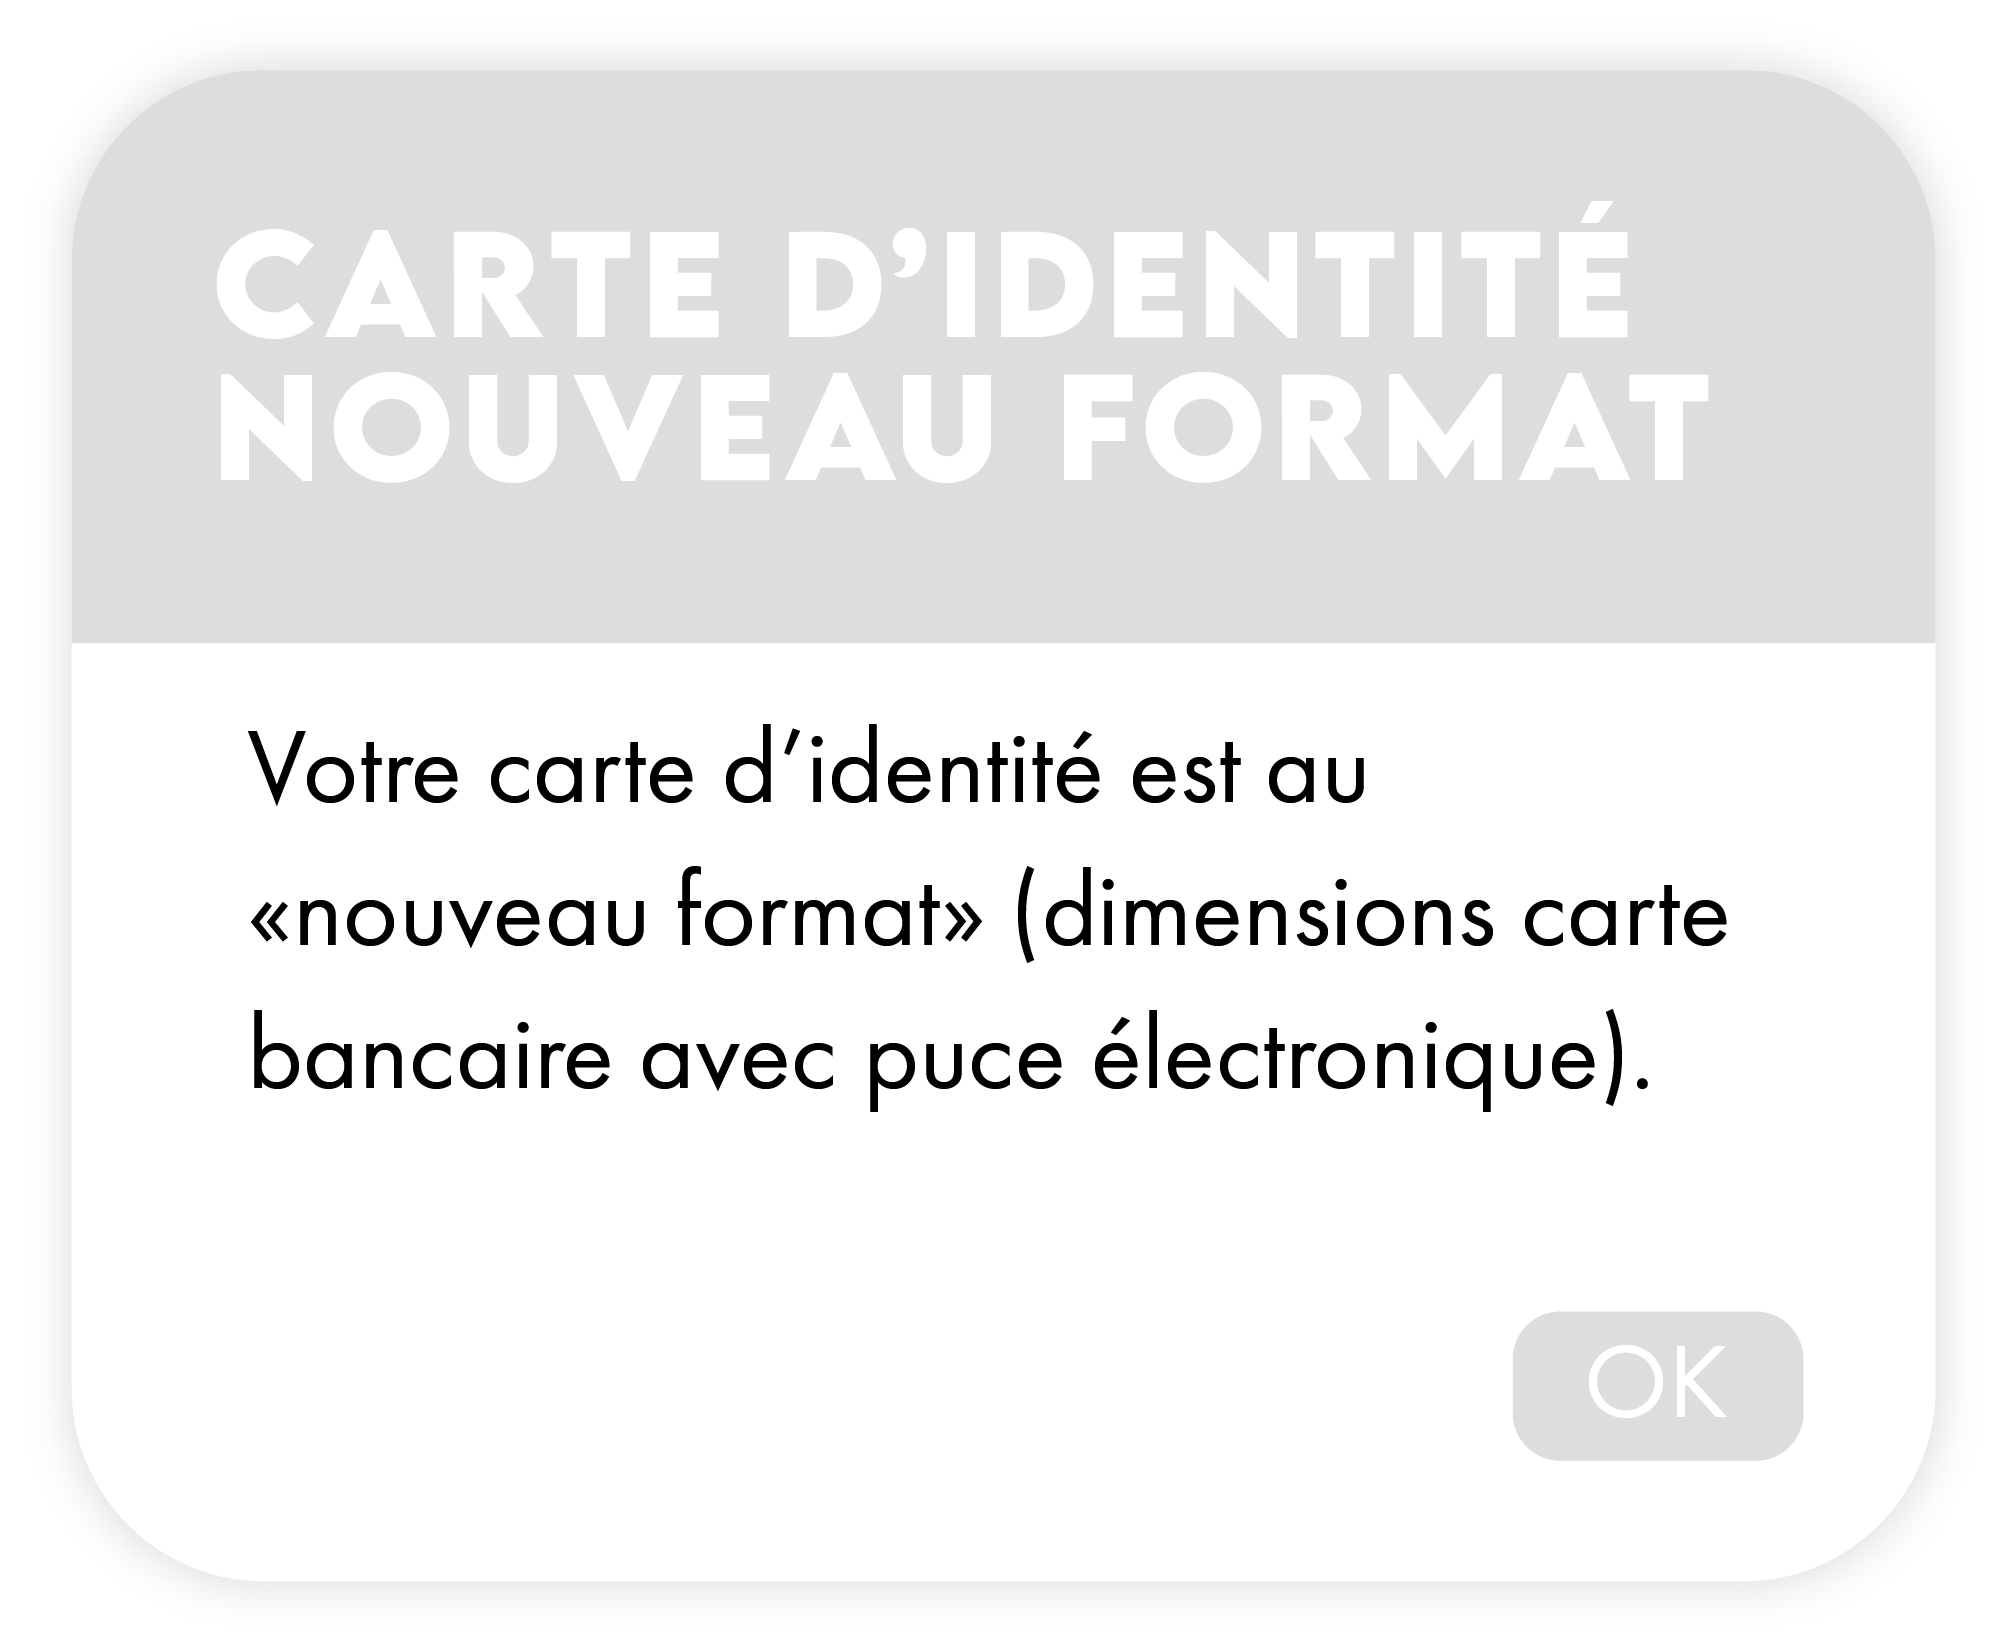 CARTE D’IDENTITÉ
NOUVEAU FORMAT
Votre carte d’identité est au
«nouveau format» (dimensions carte
bancaire avec puce électronique).
OK